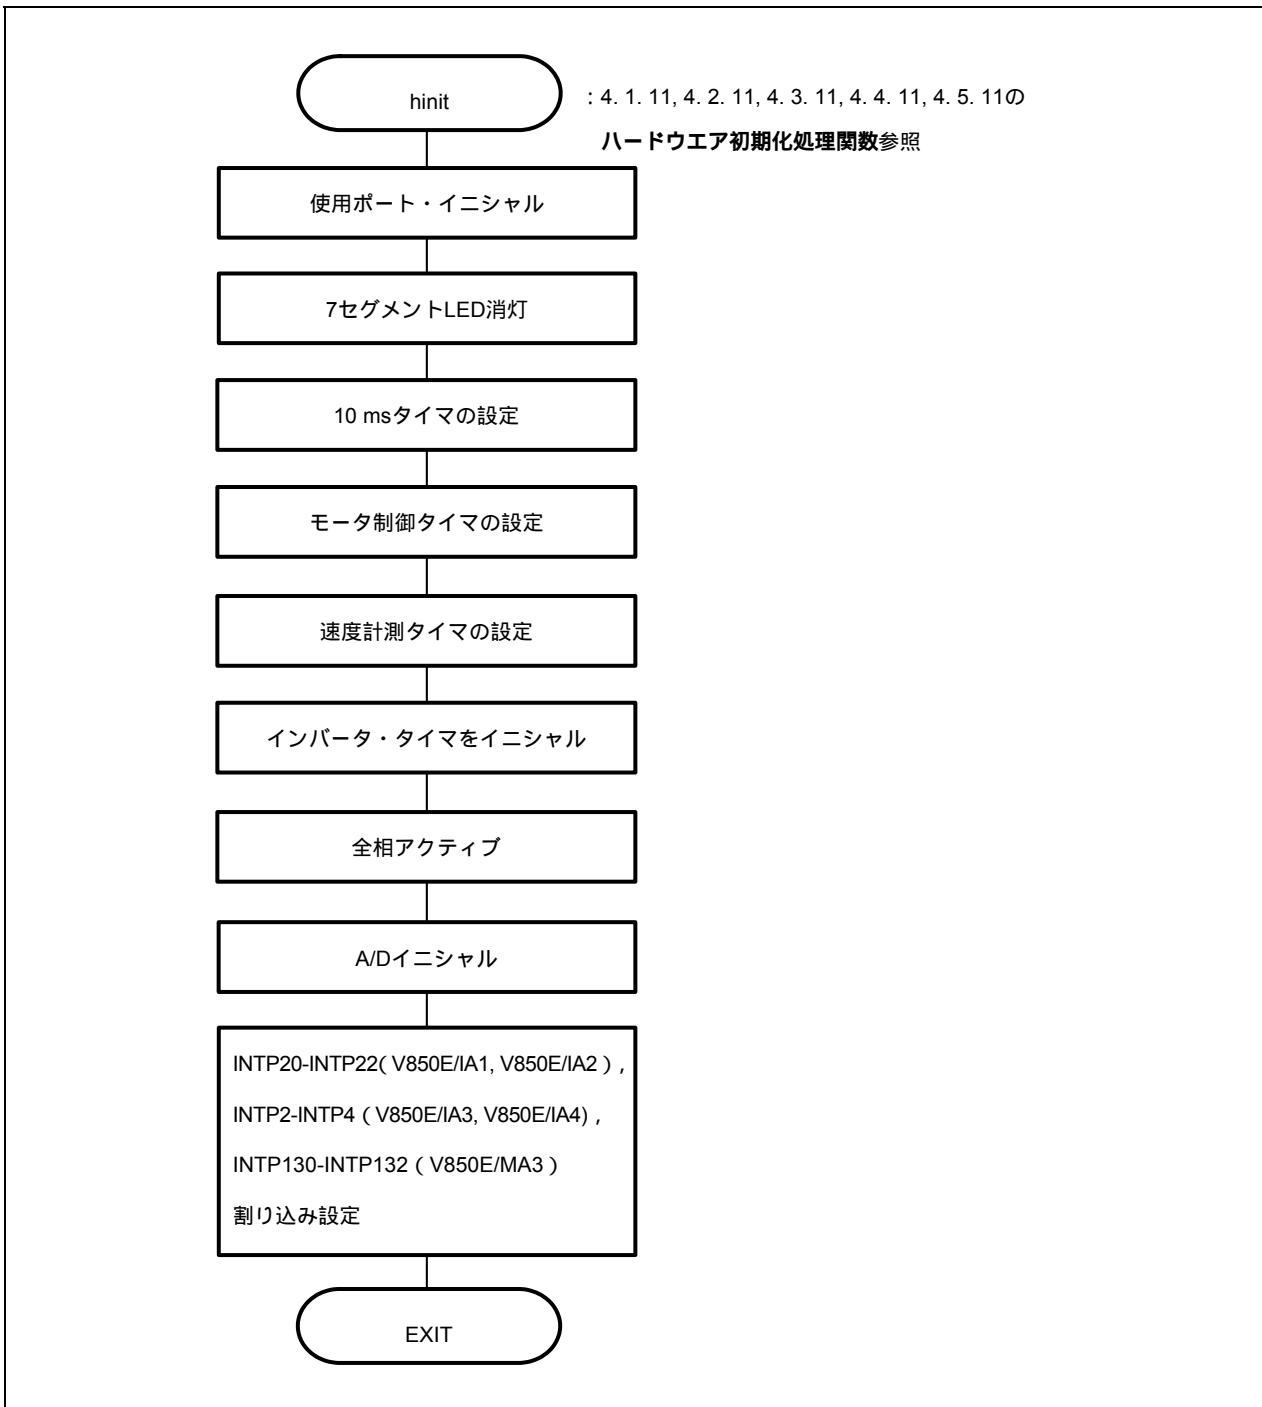 hinit
: 4. 1. 11, 4. 2. 11, 4. 3. 11, 4. 4. 11, 4. 5. 11の
ハードウエア初期化処理関数参照
使用ポート・イニシャル
7セグメントLED消灯
10 msタイマの設定
モータ制御タイマの設定
速度計測タイマの設定
インバータ・タイマをイニシャル
全相アクティブ
A/Dイニシャル
INTP20-INTP22（V850E/IA1, V850E/IA2），
INTP2-INTP4（V850E/IA3, V850E/IA4)，
INTP130-INTP132（V850E/MA3）
割り込み設定
EXIT